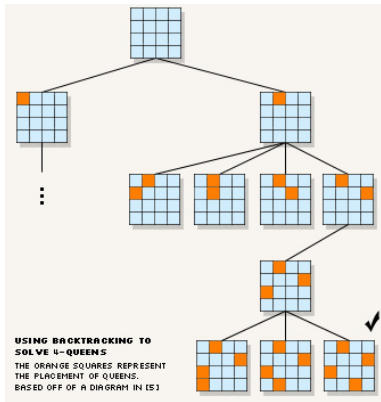 USING BACKTRACKING TO
SOLVE 4-QUEENS
THE ORANGE SQUARES REPRESENT
THE PLACEMENT OF QUEENS.
BASED OFF OF A DIAGRAM IN [5]